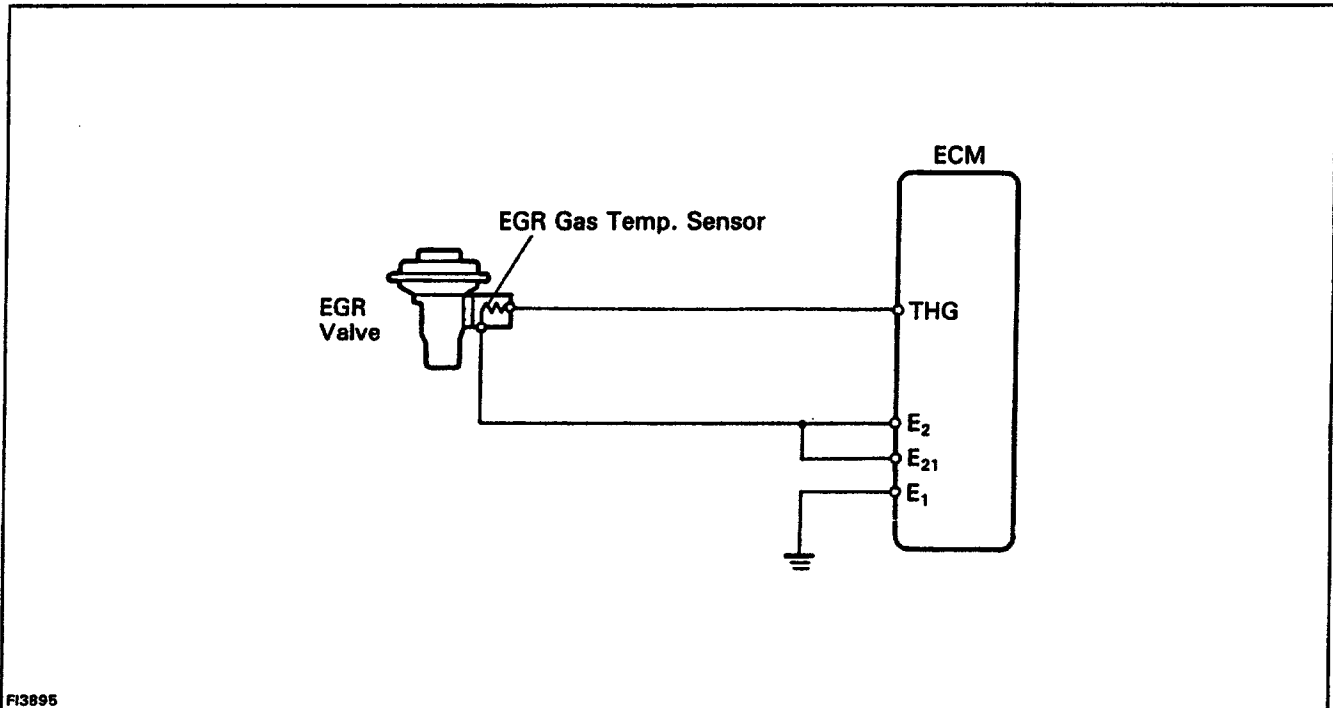 ECM
EGR Gas Temp. Sensor
EGR
Valve
THG
E2
E21
E1
FI3895